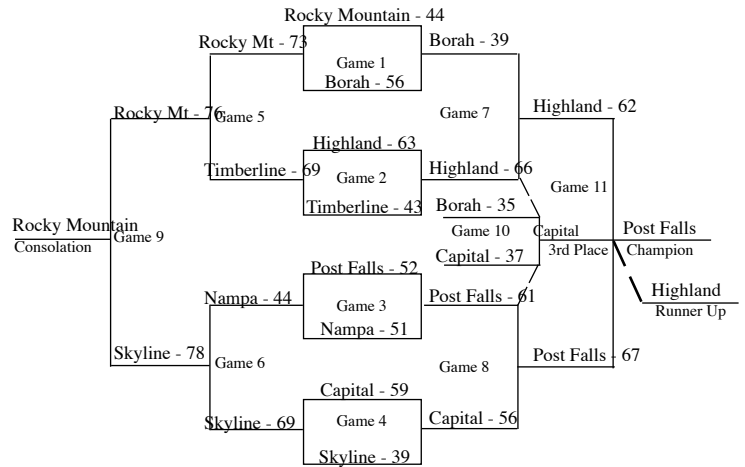 Rocky Mountain - 44
Rocky Mt - 73
Borah - 39
Game 1
Borah - 56
Rocky Mt - 76
Game 5
Game 7
Highland - 62
Highland - 63
Timberline - 69
Game 2
Highland - 66
Game 11
Timberline - 43
Borah - 35
Rocky Mountain
Consolation
Game 9
Game 10
Capital
3rd Place
Post Falls
Champion
Capital - 37
Post Falls - 52
Nampa - 44
Game 3
Post Falls - 61
Highland
Runner Up
Nampa - 51
Skyline - 78
Game 6
Game 8
Post Falls - 67
Capital - 59
Skyline - 69
Game 4
Capital - 56
Skyline - 39